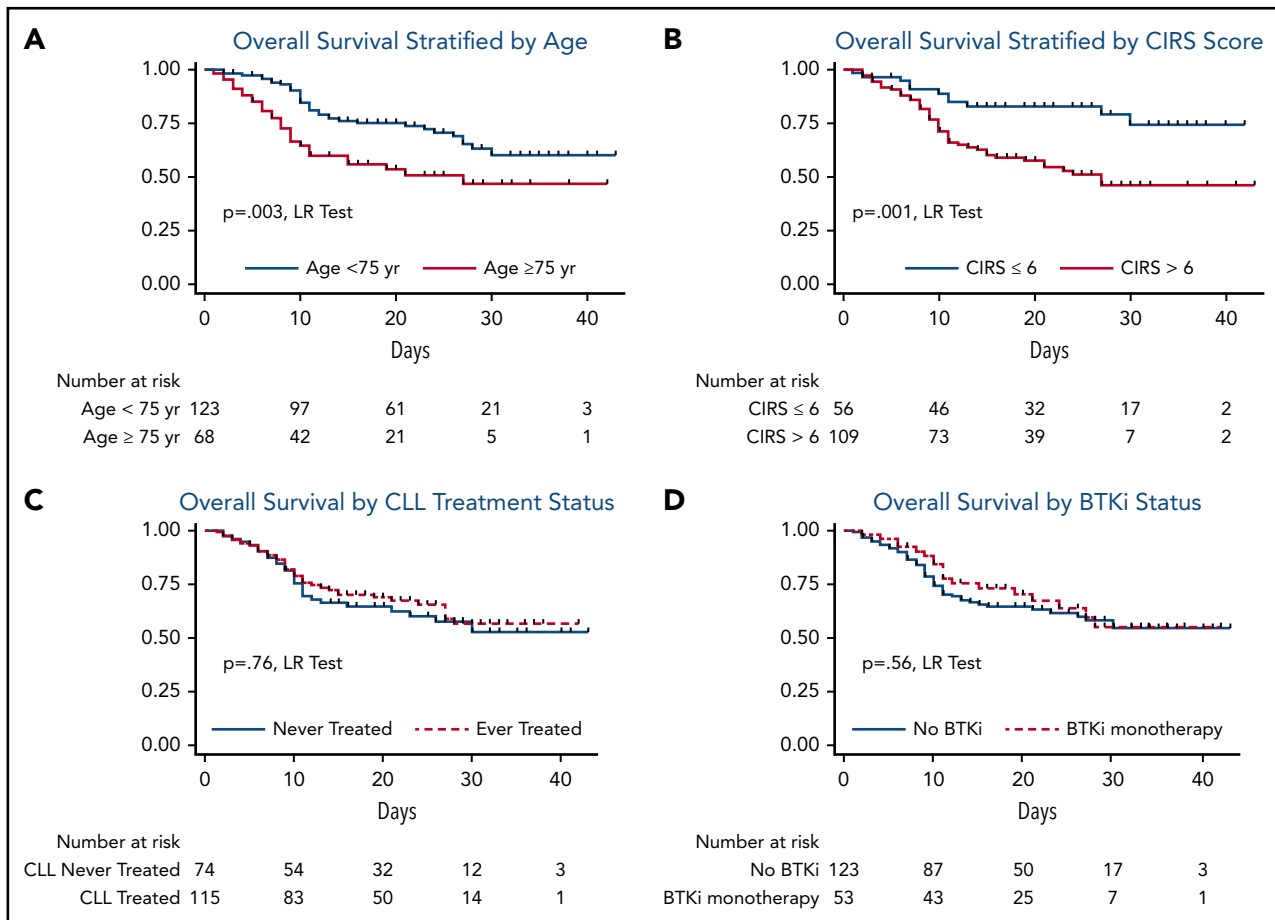 A Overall Survival Stratified by Age
1.00
0.75
0.50
p=.003, LR Test
0.25
Age <75 yr Age ≥75 yr
0.00
0 10 20 30 40
Days
Number at risk
Age < 75 yr 123 97 61 21 3
Age ≥ 75 yr 68 42 21 5 1
B Overall Survival Stratified by CIRS Score
1.00
0.75
0.50
p=.001, LR Test
0.25
CIRS ≤ 6 CIRS > 6
0.00
0 10 20 30 40
Days
Number at risk
CIRS ≤ 6 56 46 32 17 2
CIRS > 6 109 73 39 7 2
C Overall Survival by CLL Treatment Status
1.00
0.75
0.50
p=.76, LR Test
0.25
Never Treated Ever Treated
0.00
0 10 20 30 40
Days
Number at risk
CLL Never Treated 74 54 32 12 3
CLL Treated 115 83 50 14 1
D Overall Survival by BTKi Status
1.00
0.75
0.50
p=.56, LR Test
0.25
No BTKi BTKi monotherapy
0.00
0 10 20 30 40
Days
Number at risk
No BTKi 123 87 50 17 3
BTKi monotherapy 53 43 25 7 1